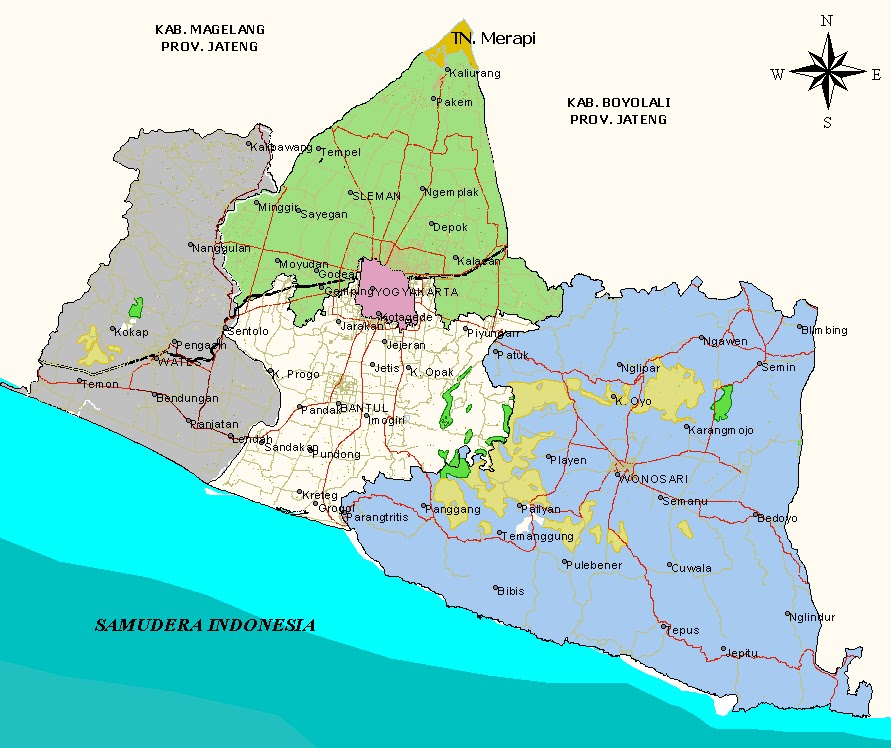 KAB. MAGELANG
PROV. JATENG
N
TN. Merapi
W
E
Kaliurang
KAB. BOYOLALI
PROV. JATENG
Pakem
S
Kalibawang
Tempel
SLEMAN
Ngemplak
Minggir
Sayegan
Depok
Nanggulan
Moyudan
Kalasan
Godean
Gamping
YOGYAKARTA
Kotagede
Jarakan
Sentolo
Kokap
Piyungan
Blimbing
Pengasih
Jejeran
Ngawen
WATES
Patuk
Temon
K. Progo
Jetis
K. Opak
Nglipar
Semin
Bendungan
K. Oyo
Pandak
BANTUL
Imogiri
Panjatan
Karangmojo
Lendah
Sandakan
Pundong
Playen
WONOSARI
Kreteg
Grogol
Parangtritis
Panggang
Paliyan
Semanu
Bedoyo
Temanggung
Pulebener
Cuwala
Bibis
Nglindur
SAMUDERA INDONESIA
Tepus
Jepitu